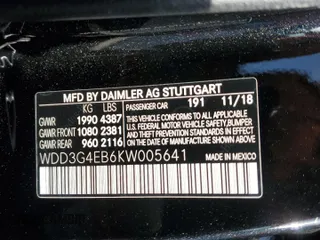 MFD BY DAIMLER AG STUTTGART
KG LBS PASSENGER CAR 191 11/18
GVWR 1990 4387 THIS VEHICLE CONFORMS TO ALL APPLICABLE
GAWR FRONT 1080 2381 U.S. FEDERAL MOTOR VEHICLE SAFETY, BUMPER, AND
GAWR REAR 960 2116 THEFT PREVENTION STANDARDS IN EFFECT ON THE DATE OF MANUFACTURE SHOWN ABOVE
WDD3G4EB6KW005641 MADE IN MEXICO